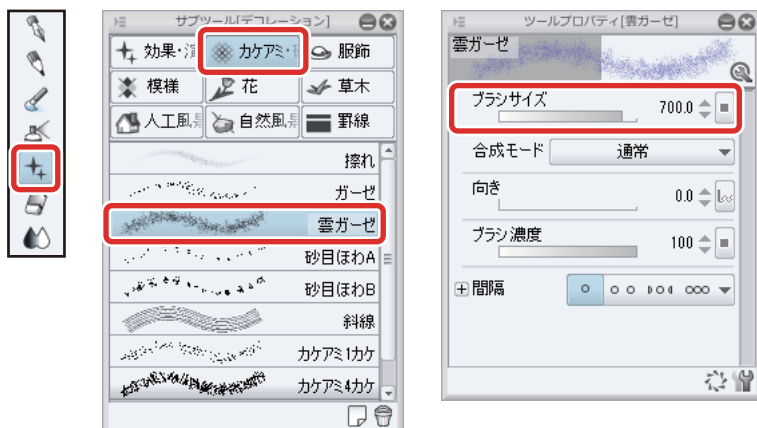 サブツール[デコレーション]
効果・演
カケアミ・
服飾
模様
花
草木
人工風景
自然風景
罫線
擦れ
ガーゼ
雲ガーゼ
砂目(ほわA
砂目(ほわB
斜線
カケアミ1カケ
カケアミ4カケ
ツールプロパティ[雲ガーゼ]
雲ガーゼ
ブラシサイズ 700.0
合成モード 通常
向き 0.0
ブラシ濃度 100
間隔